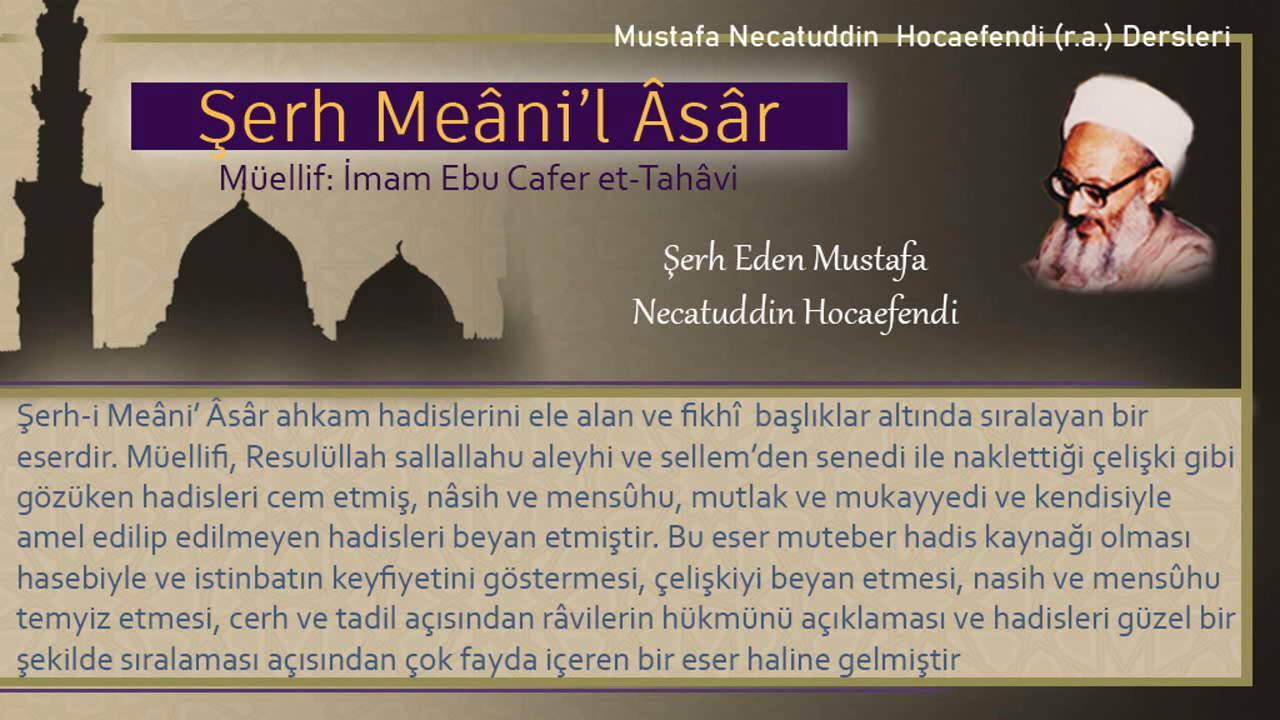 Mustafa Necatuddin Hocaefendi (r.a.) Dersleri
Şerh Meâni’l Âsâr
Müellif: İmam Ebu Cafer et-Tahâvi
Şerh Eden Mustafa
Necatuddin Hocaefendi
Şerh-i Meâni’ Âsâr ahkam hadislerini ele alan ve fikhî başlıklar altında sıralayan bir
eserdir. Müellifi, Resulüllah sallallahu aleyhi ve sellem’den senedi ile naklettiği çelişki gibi
gözüken hadisleri cem etmiş, nâsih ve mensûhu, mutlak ve mukayyedi ve kendisiyle
amel edilip edilmeyen hadisleri beyan etmiştir. Bu eser muteber hadis kaynağı olması
hasebiyle ve istinbatın keyfiyetini göstermesi, çelişkiyi beyan etmesi, nasih ve mensûhu
temyiz etmesi, cerh ve tadil açısından râvilerin hükmünü açıklaması ve hadisleri güzel bir
şekilde sıralaması açısından çok fayda içeren bir eser haline gelmiştir